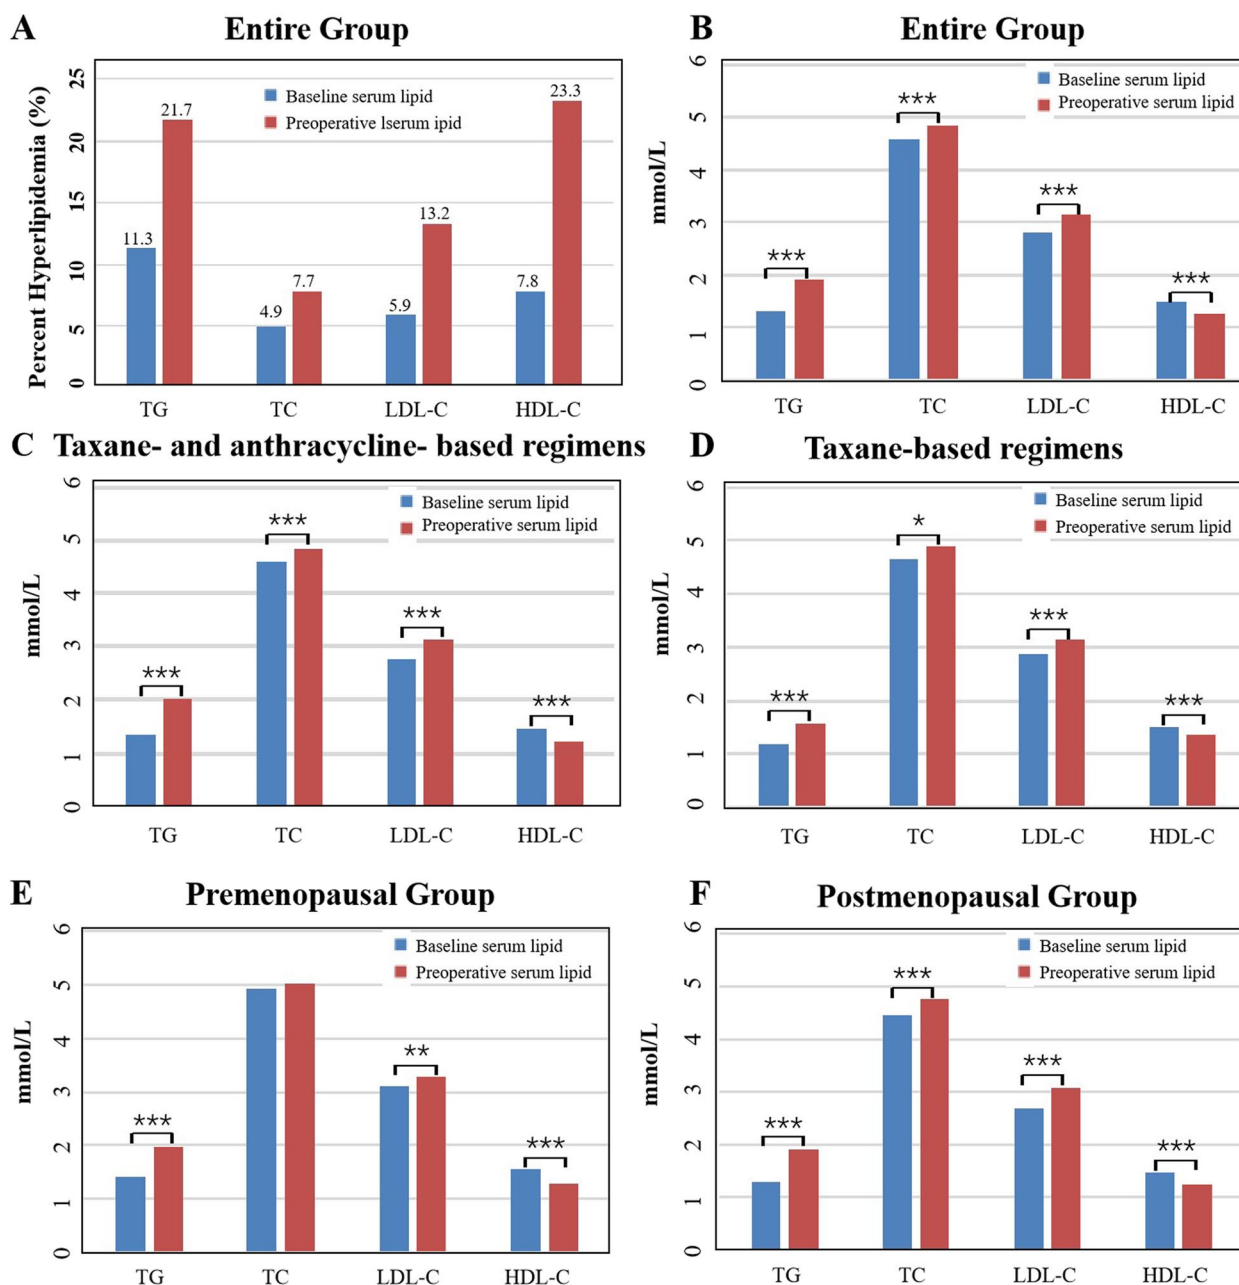 A Entire Group
Percent Hyperlipidemia (%)
25
20
15
10
5
0
Baseline serum lipid
Preoperative lserum ipid
11.3
21.7
4.9
7.7
5.9
13.2
7.8
23.3
TG TC LDL-C HDL-C
B Entire Group
mmol/L
6
5
4
3
2
1
0
Baseline serum lipid
Preoperative serum lipid
***
***
***
***
TG TC LDL-C HDL-C
C Taxane- and anthracycline- based regimens
mmol/L
6
5
4
3
2
1
0
Baseline serum lipid
Preoperative serum lipid
***
***
***
***
TG TC LDL-C HDL-C
D Taxane-based regimens
mmol/L
6
5
4
3
2
1
0
Baseline serum lipid
Preoperative serum lipid
***
*
***
***
TG TC LDL-C HDL-C
E Premenopausal Group
mmol/L
6
5
4
3
2
1
0
Baseline serum lipid
Preoperative serum lipid
***
**
***
TG TC LDL-C HDL-C
F Postmenopausal Group
mmol/L
6
5
4
3
2
1
0
Baseline serum lipid
Preoperative serum lipid
***
***
***
***
TG TC LDL-C HDL-C